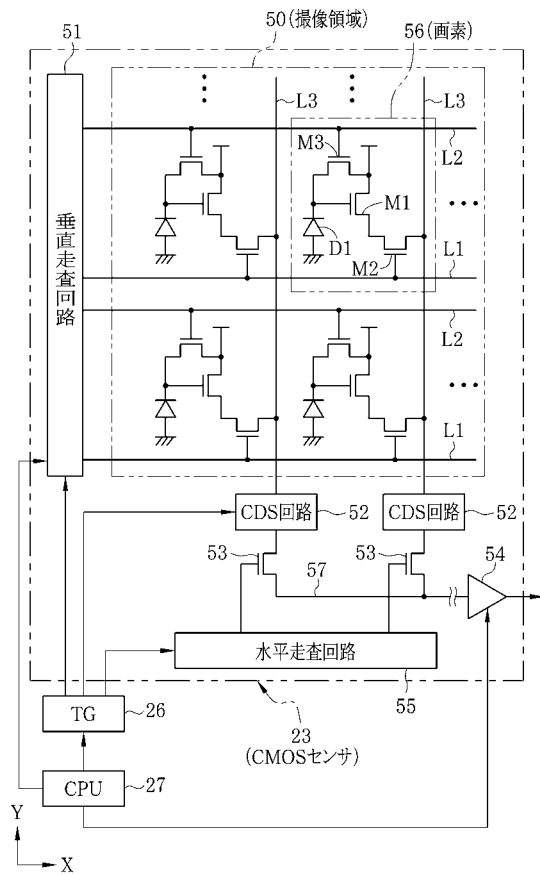 50(撮像領域)
51
56(画素)
L3
L3
M3
L2
M1
D1
M2
L1
垂直走査回路
L2
L1
CDS回路
52
CDS回路
52
53
53
54
57
水平走査回路
55
TG
26
23
(CMOSセンサ)
CPU
27
Y
X